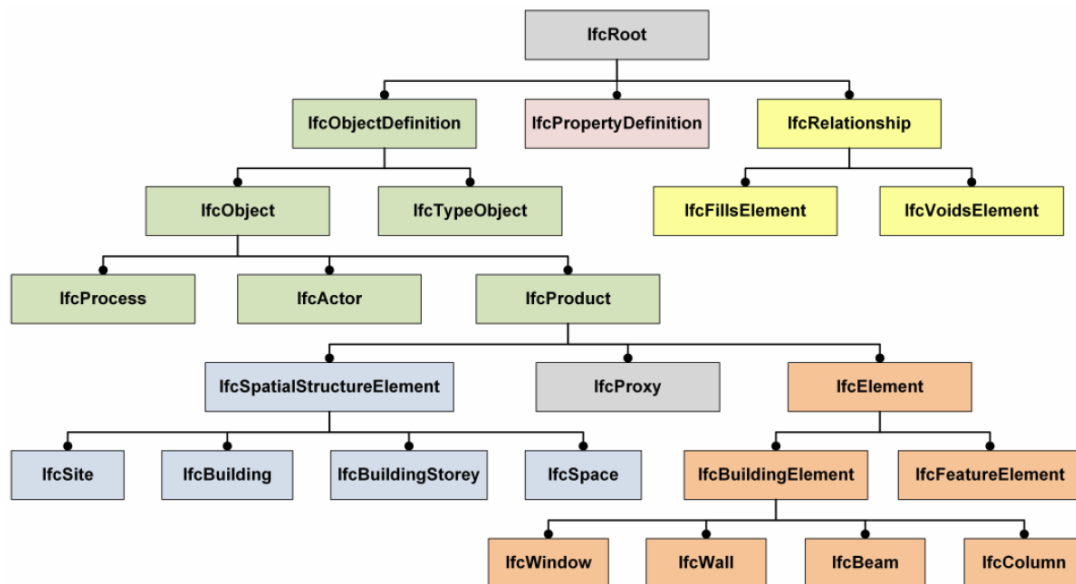 IfcRoot
IfcObjectDefinition
IfcPropertyDefinition
IfcRelationship
IfcObject
IfcTypeObject
IfcFillsElement
IfcVoidsElement
IfcProcess
IfcActor
IfcProduct
IfcSpatialStructureElement
IfcProxy
IfcElement
IfcSite
IfcBuilding
IfcBuildingStorey
IfcSpace
IfcBuildingElement
IfcFeatureElement
IfcWindow
IfcWall
IfcBeam
IfcColumn